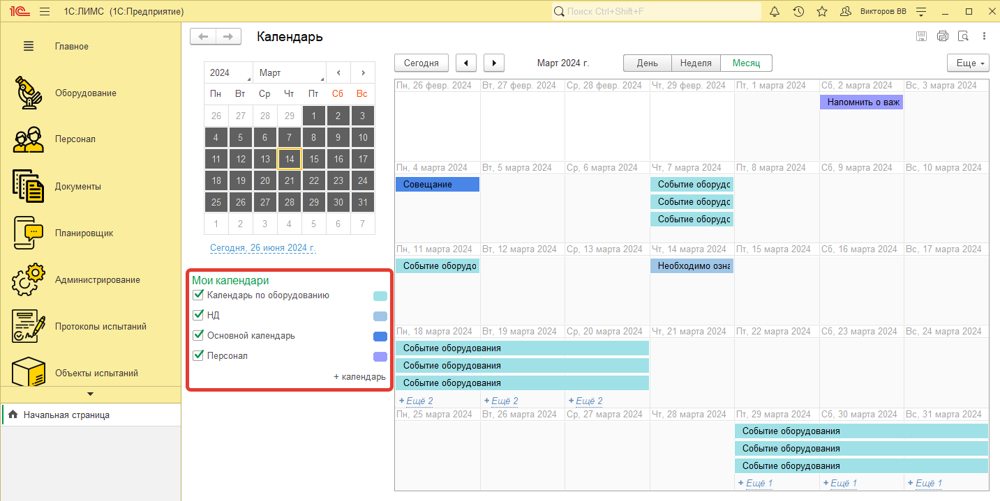 1С:ЛИМС (1С:Предприятие)
Поиск Ctrl+Shift+F
Викторов ВВ
Главное
Оборудование
Персонал
Документы
Планировщик
Администрирование
Протоколы испытаний
Объекты испытаний
Начальная страница
Календарь
2024 Март
Пн Вт Ср Чт Пт Сб Вс
26 27 28 29 1 2 3
4 5 6 7 8 9 10
11 12 13 14 15 16 17
18 19 20 21 22 23 24
25 26 27 28 29 30 31
1 2 3 4 5 6 7
Сегодня, 26 июня 2024 г.
Мои календари
Календарь по оборудованию
НД
Основной календарь
Персонал
+ календарь
Сегодня Март 2024 г. День Неделя Месяц Еще
Пн, 26 февр. 2024 Вт, 27 февр. 2024 Ср, 28 февр. 2024 Чт, 29 февр. 2024 Пт, 1 марта 2024 Сб, 2 марта 2024 Вс, 3 марта 2024
Напомнить о важ
Пн, 4 марта 2024 Вт, 5 марта 2024 Ср, 6 марта 2024 Чт, 7 марта 2024 Пт, 8 марта 2024 Сб, 9 марта 2024 Вс, 10 марта 2024
Совещание Событие оборудс
Событие оборудс
Событие оборудс
Пн, 11 марта 2024 Вт, 12 марта 2024 Ср, 13 марта 2024 Чт, 14 марта 2024 Пт, 15 марта 2024 Сб, 16 марта 2024 Вс, 17 марта 2024
Событие оборудо Необходимо озна
Пн, 18 марта 2024 Вт, 19 марта 2024 Ср, 20 марта 2024 Чт, 21 марта 2024 Пт, 22 марта 2024 Сб, 23 марта 2024 Вс, 24 марта 2024
Событие оборудования
Событие оборудования
Событие оборудования
+ Ещё 2 + Ещё 2 + Ещё 2
Пн, 25 марта 2024 Вт, 26 марта 2024 Ср, 27 марта 2024 Чт, 28 марта 2024 Пт, 29 марта 2024 Сб, 30 марта 2024 Вс, 31 марта 2024
Событие оборудования
Событие оборудования
Событие оборудования
+ Ещё 1 + Ещё 1 + Ещё 1